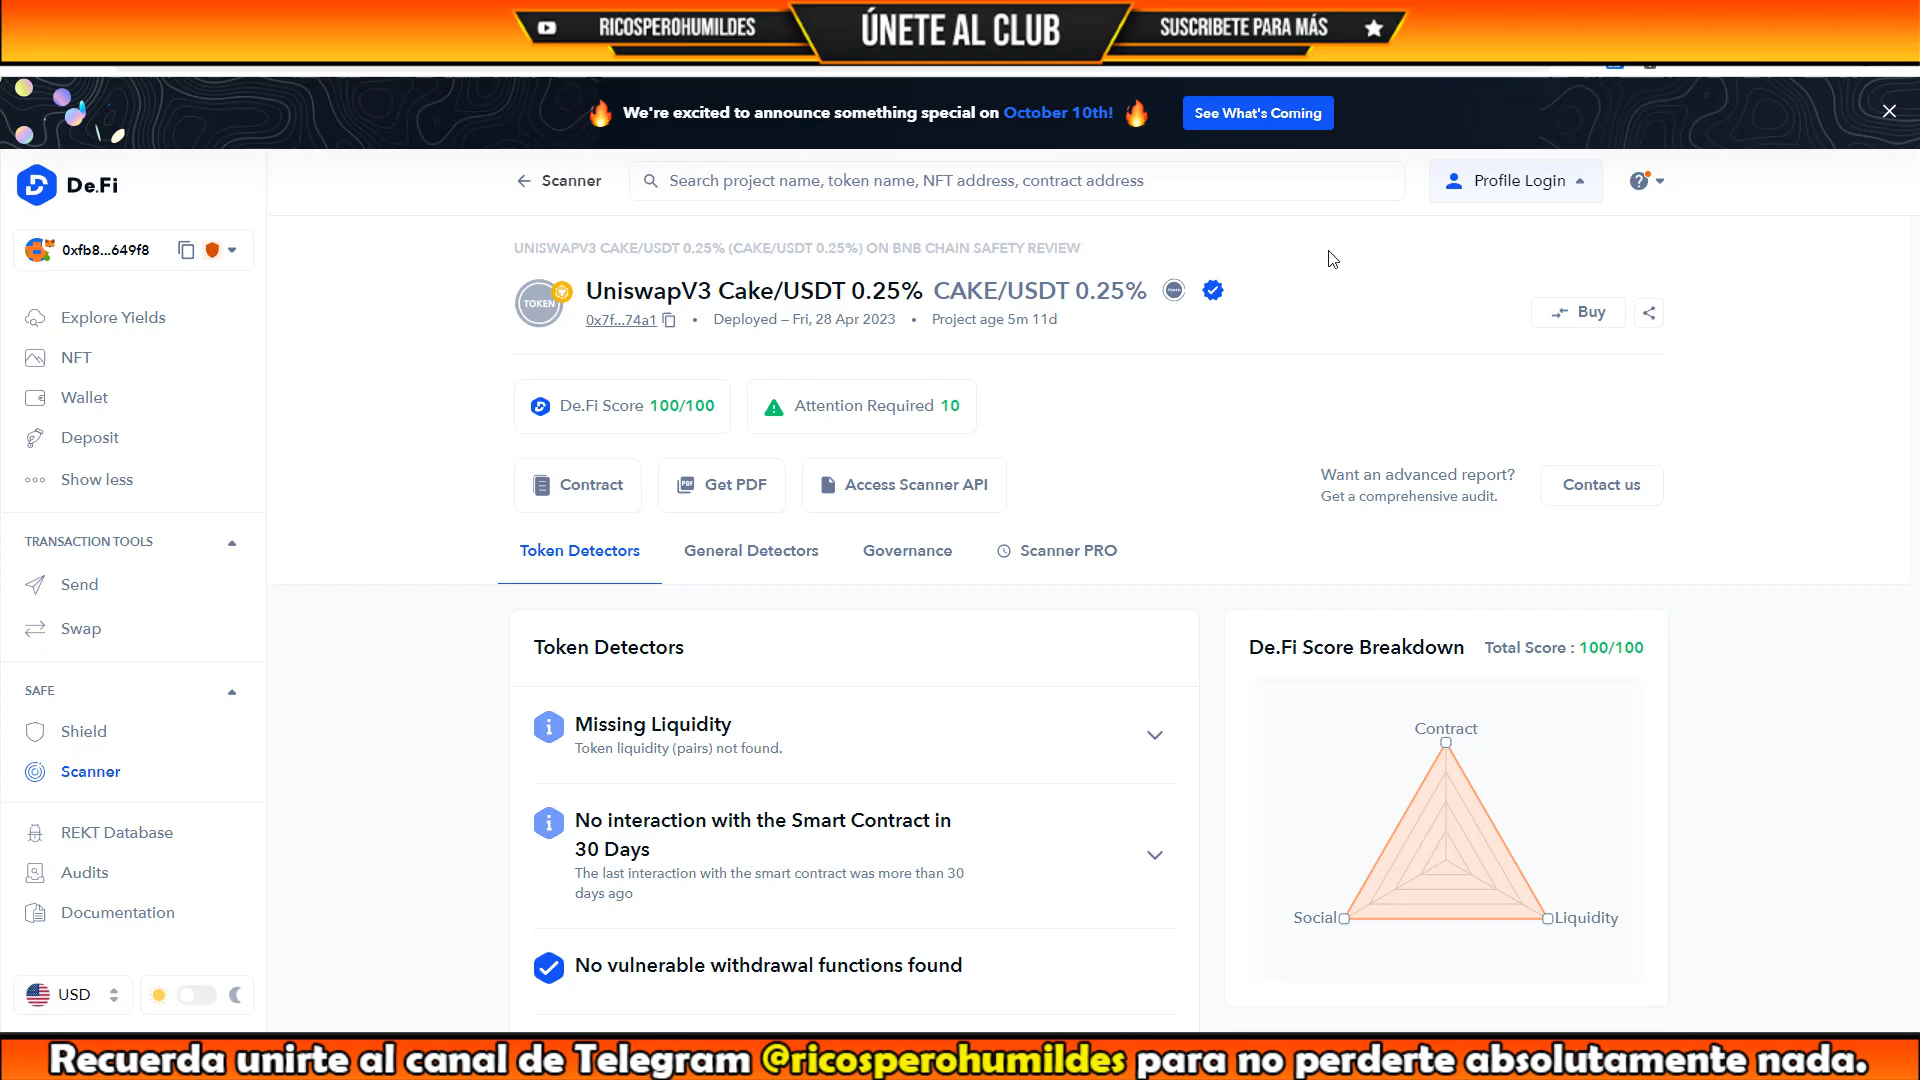 RICOSPEROHUMILDES
ÚNETE AL CLUB
SUSCRIBETE PARA MÁS
We're excited to announce something special on October 10th!
See What's Coming
De.Fi
Scanner
Search project name, token name, NFT address, contract address
Profile Login
0xfb8...649f8
Explore Yields
NFT
Wallet
Deposit
Show less
TRANSACTION TOOLS
Send
Swap
SAFE
Shield
Scanner
REKT Database
Audits
Documentation
USD
UNISWAPV3 CAKE/USDT 0.25% (CAKE/USDT 0.25%) ON BNB CHAIN SAFETY REVIEW
TOKEN
UniswapV3 Cake/USDT 0.25% CAKE/USDT 0.25%
0x7f...74a1 • Deployed – Fri, 28 Apr 2023 • Project age 5m 11d
Buy
De.Fi Score 100/100
Attention Required 10
Contract
PDF
Get PDF
Access Scanner API
Want an advanced report?
Get a comprehensive audit.
Contact us
Token Detectors
General Detectors
Governance
Scanner PRO
Token Detectors
Missing Liquidity
Token liquidity (pairs) not found.
No interaction with the Smart Contract in
30 Days
The last interaction with the smart contract was more than 30
days ago
No vulnerable withdrawal functions found
De.Fi Score Breakdown
Total Score : 100/100
Contract
Social
Liquidity
Recuerda unirte al canal de Telegram @ricosperohumildes para no perderte absolutamente nada.